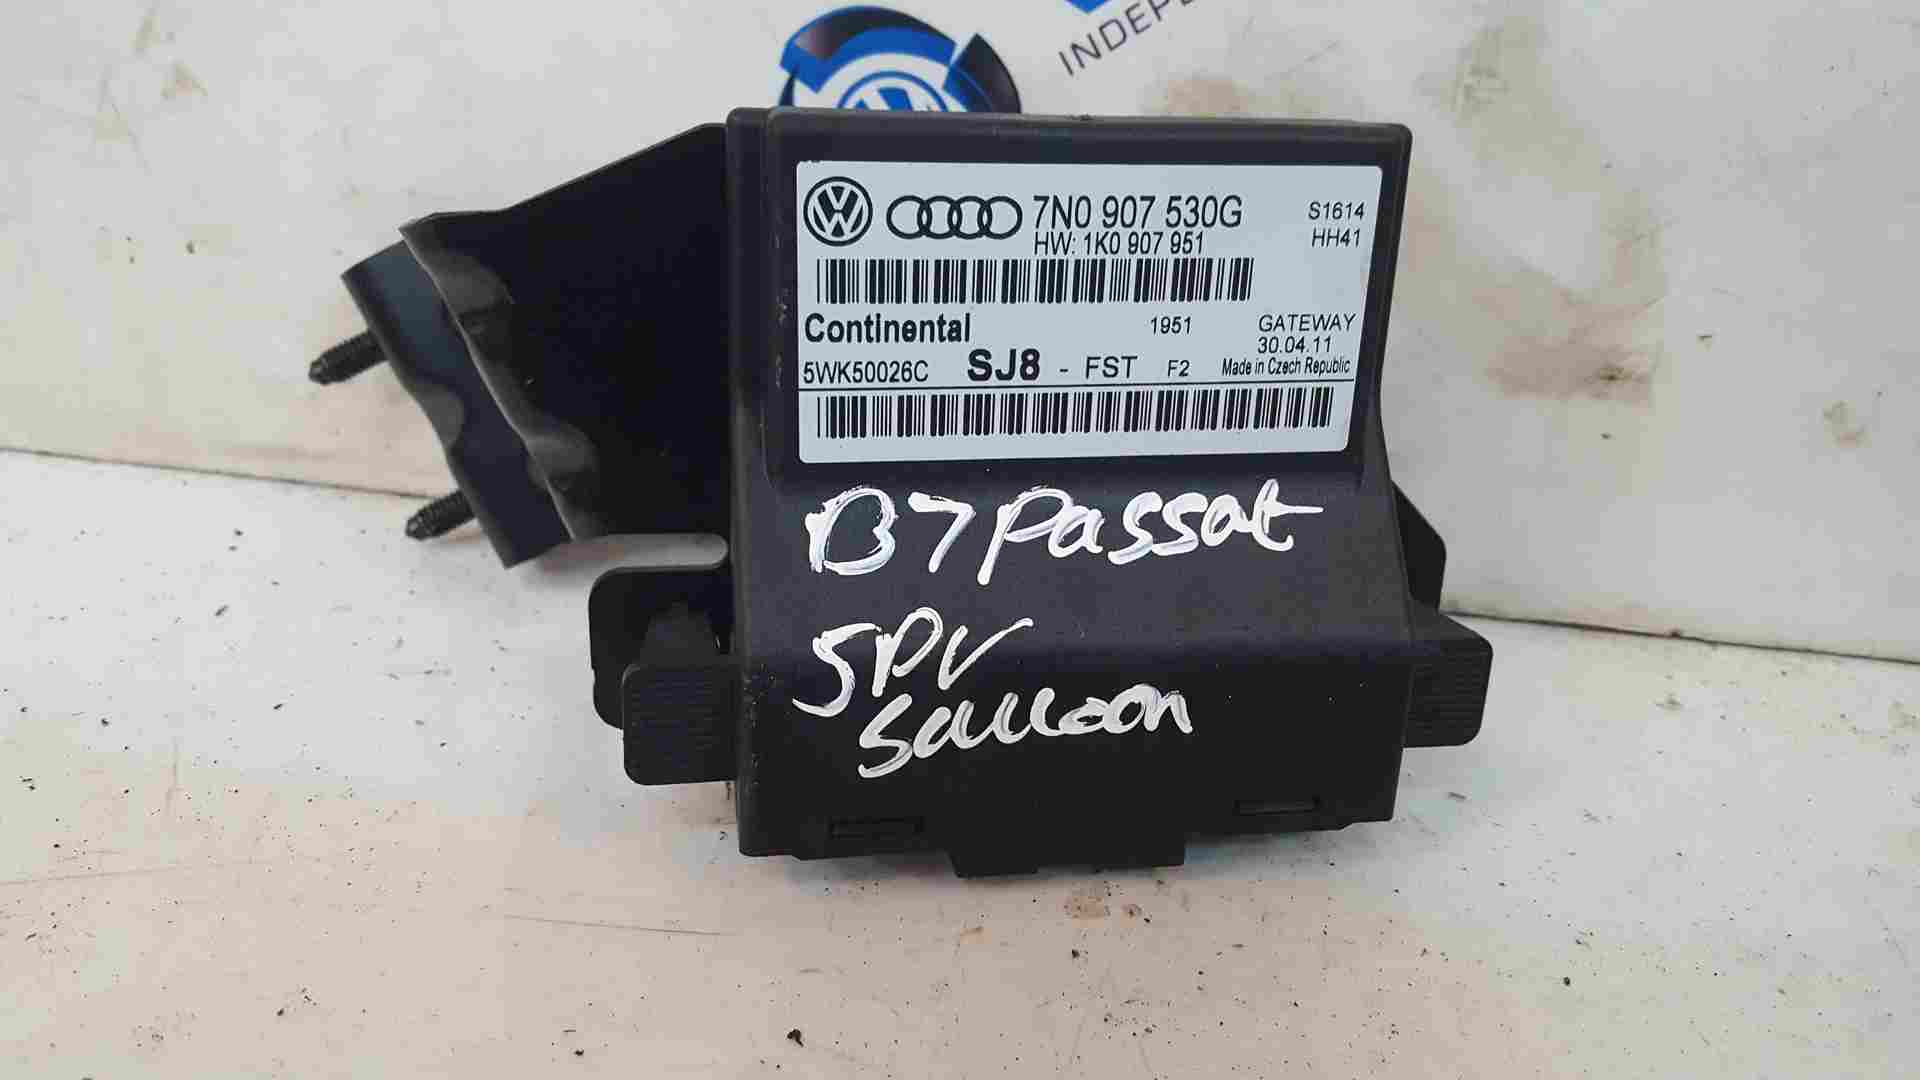 INDEPE
7N0 907 530G
S1614
HW: 1K0 907 951
HH41
Continental
1951
GATEWAY
30.04.11
5WK50026C SJ8 - FST F2 Made in Czech Republic
B7 Passat
5DV
Saloon